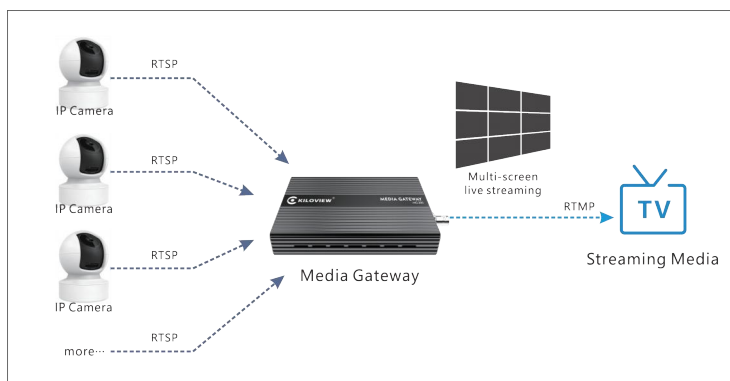 RTSP
IP Camera
RTSP
IP Camera
RTSP
IP Camera
more···
RTSP
KILOVIEW®
MEDIA GATEWAY
Media Gateway
Multi-screen
live streaming
RTMP
TV
Streaming Media